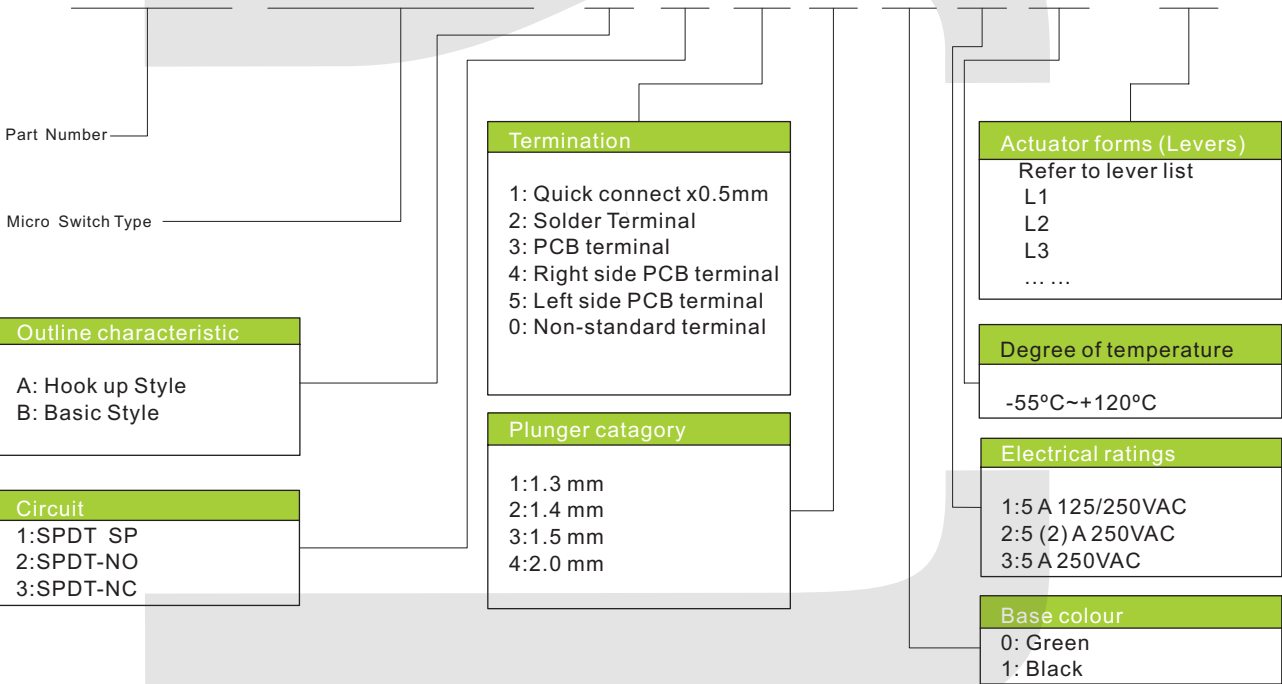 Part Number
Micro Switch Type
Outline characteristic
A: Hook up Style
B: Basic Style
Circuit
1:SPDT SP
2:SPDT-NO
3:SPDT-NC
Termination
1: Quick connect x0.5mm
2: Solder Terminal
3: PCB terminal
4: Right side PCB terminal
5: Left side PCB terminal
0: Non-standard terminal
Plunger catagory
1:1.3 mm
2:1.4 mm
3:1.5 mm
4:2.0 mm
Actuator forms (Levers)
Refer to lever list
L1
L2
L3
... ...
Degree of temperature
-55ºC~+120ºC
Electrical ratings
1:5 A 125/250VAC
2:5 (2) A 250VAC
3:5 A 250VAC
Base colour
0: Green
1: Black